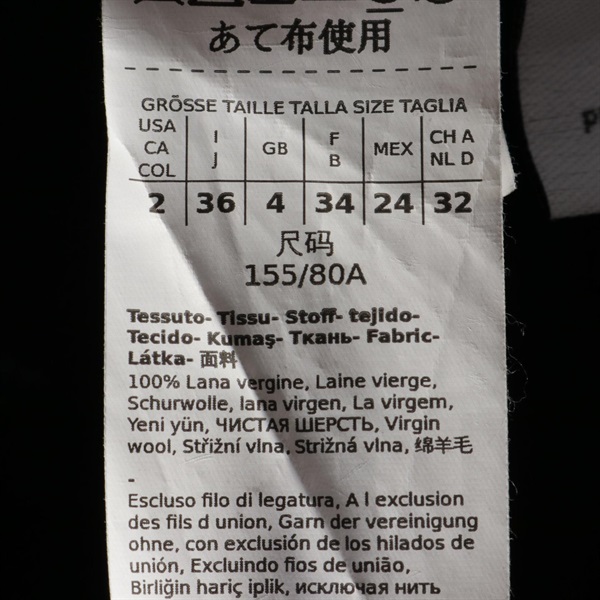 あて布使用
GRÖSSE TAILLE TALLA SIZE TAGLIA
USA CA COL | I J | GB | F B | MEX | CH A NL D
2 | 36 | 4 | 34 | 24 | 32
尺码
155/80A
Tessuto- Tissu- Stoff- tejido-
Tecido- Kumaş- Ткань- Fabric-
Látka- 面料
100% Lana vergine, Laine vierge,
Schurwolle, lana virgen, La virgem,
Yeni yün, ЧИСТАЯ ШЕРСТЬ, Virgin
wool, Střižní vlna, Strižná vlna, 绵羊毛
-
Escluso filo di legatura, A l exclusion
des fils d union, Garn der vereinigung
ohne, con exclusión de los hilados de
unión, Excluindo fios de união,
Birliğin hariç iplik, исключая нить